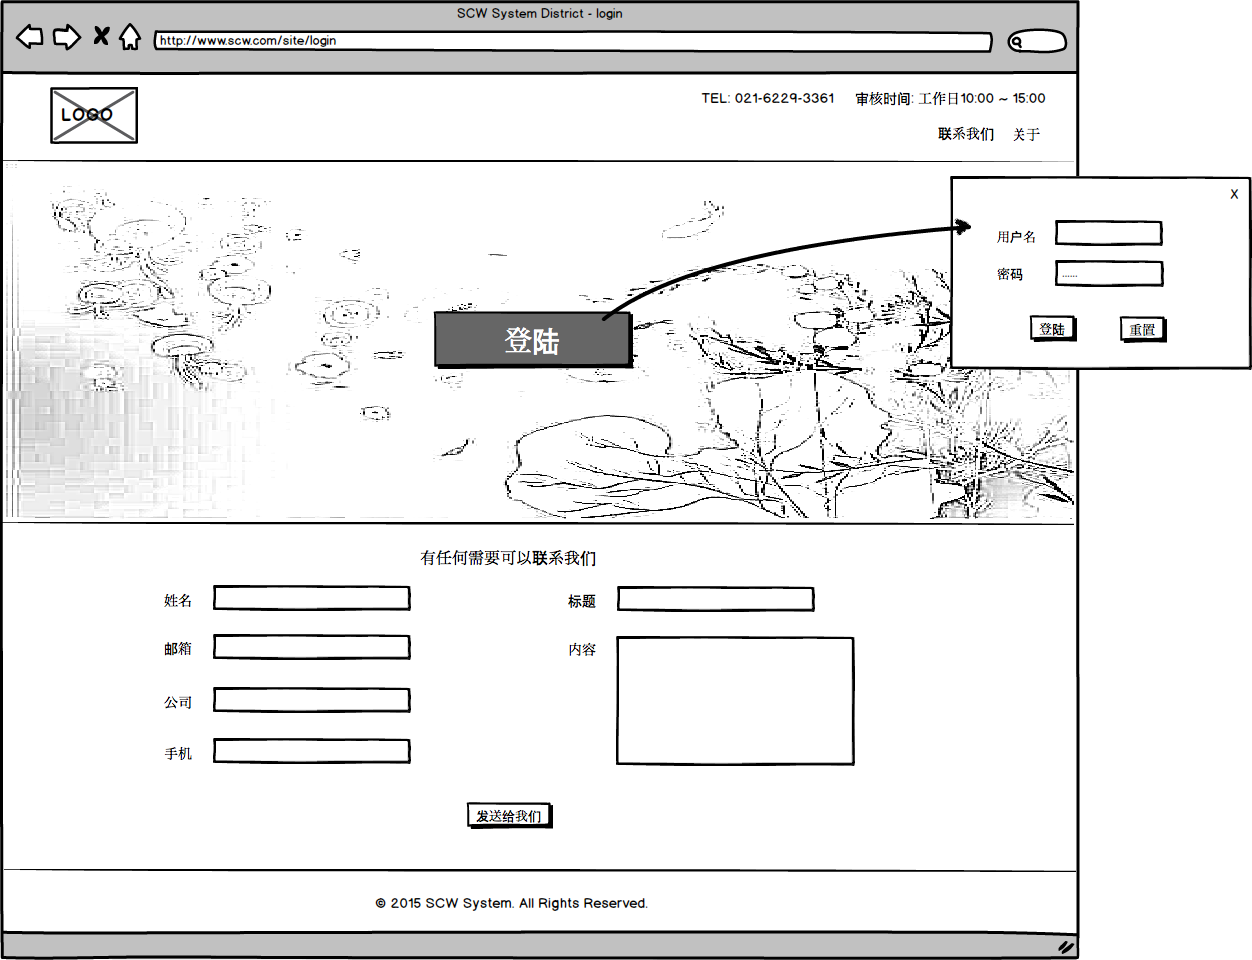 SCW System District - login
http://www.scw.com/site/login
LOGO
TEL: 021-6229-3361 审核时间: 工作日10:00 ~ 15:00
联系我们 关于
X
用户名
密码 ......
登陆 重置
登陆
有任何需要可以联系我们
姓名 标题
邮箱 内容
公司
手机
发送给我们
© 2015 SCW System. All Rights Reserved.